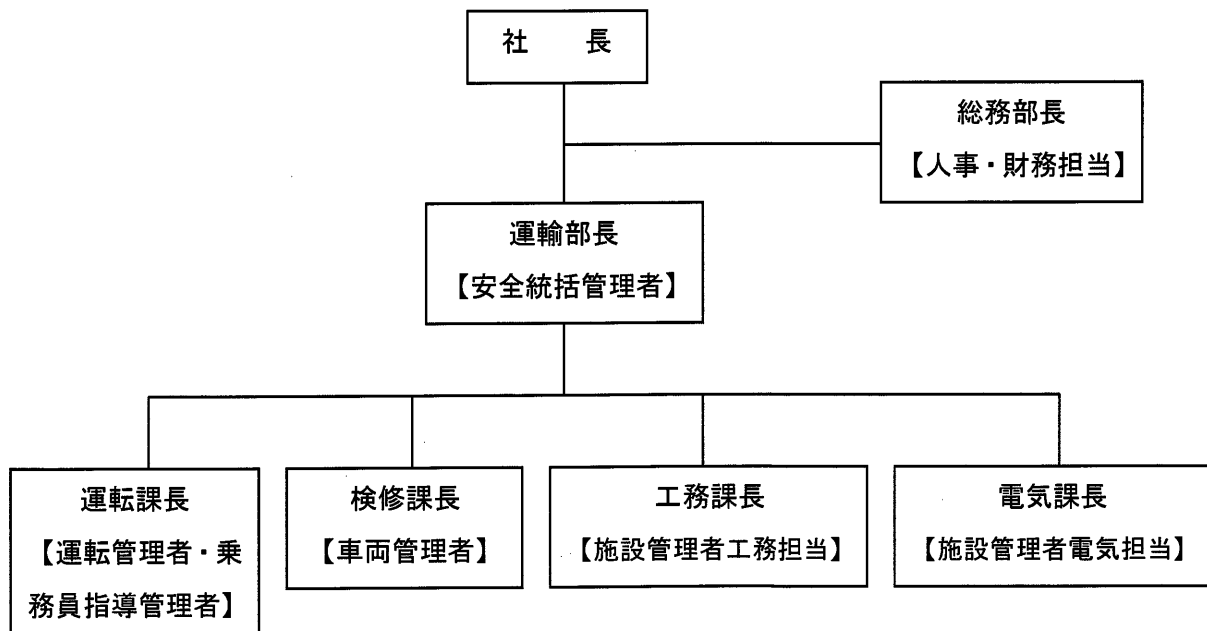 社　　長
総務部長
【人事・財務担当】
運輸部長
【安全統括管理者】
運転課長
【運転管理者・乗
務員指導管理者】
検修課長
【車両管理者】
工務課長
【施設管理者工務担当】
電気課長
【施設管理者電気担当】